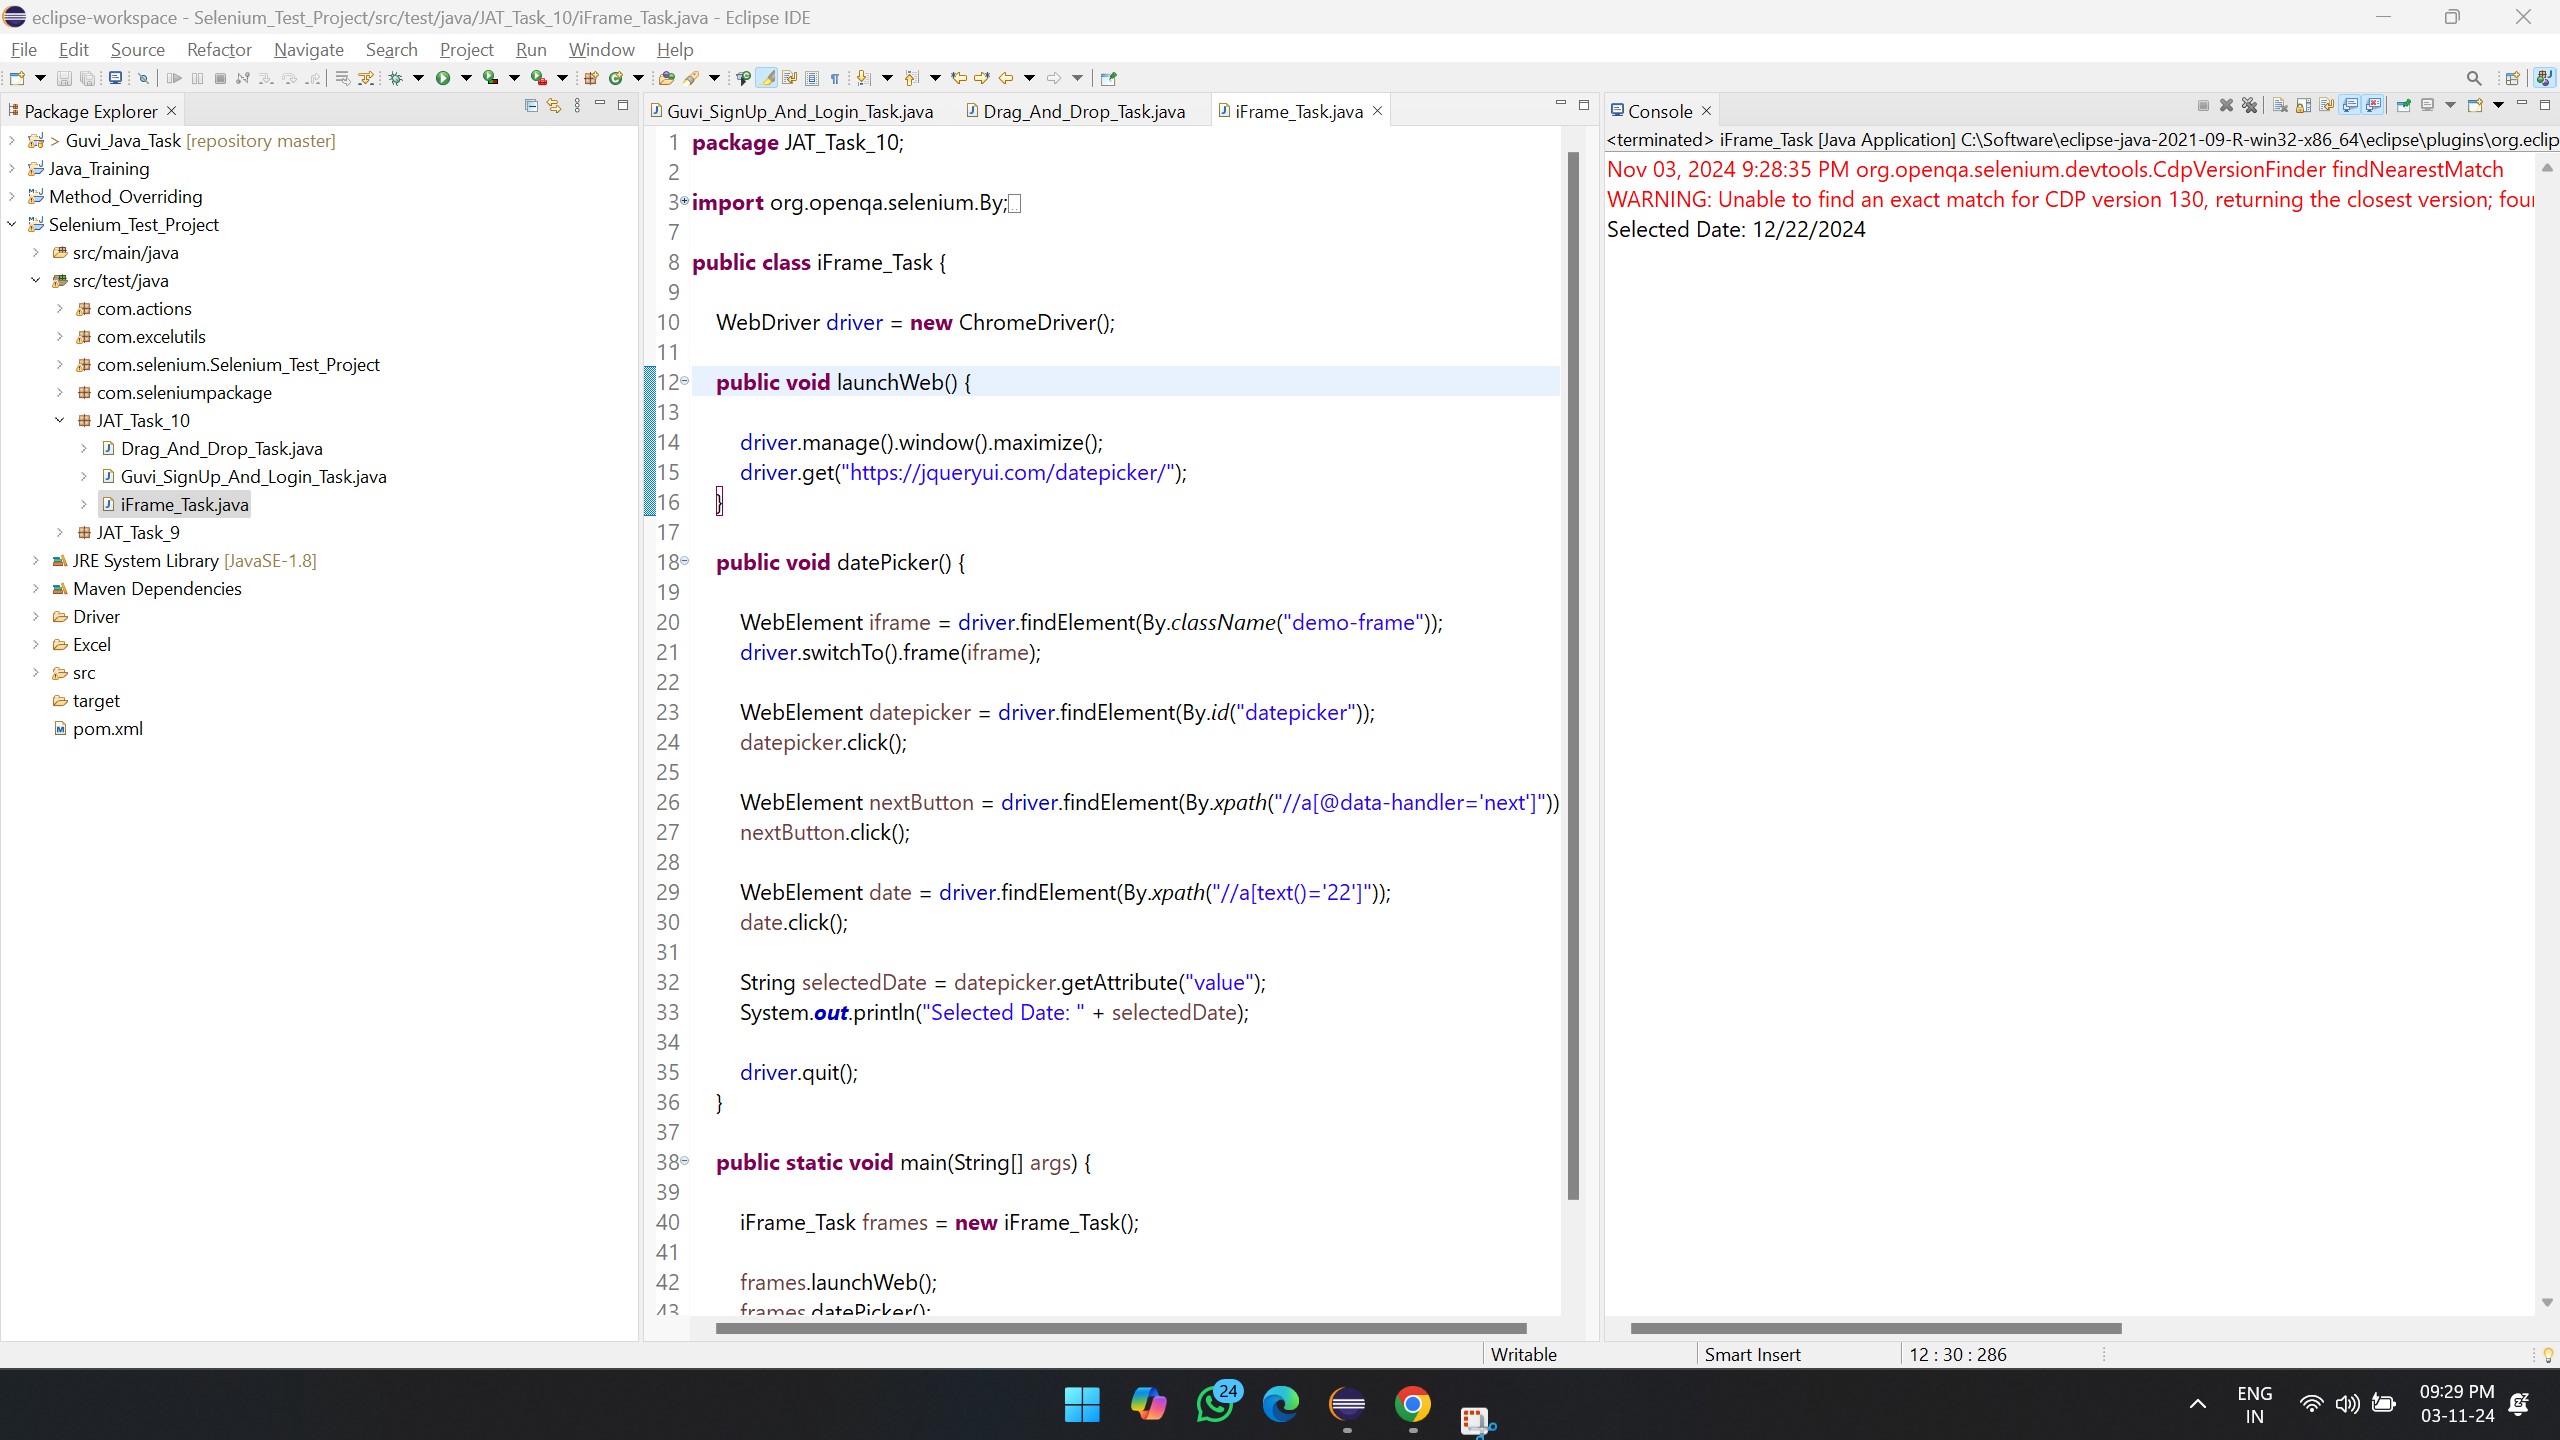 eclipse-workspace - Selenium_Test_Project/src/test/java/JAT_Task_10/iFrame_Task.java - Eclipse IDE
File Edit Source Refactor Navigate Search Project Run Window Help
Package Explorer
> Guvi_Java_Task [repository master]
Java_Training
Method_Overriding
Selenium_Test_Project
src/main/java
src/test/java
com.actions
com.excelutils
com.selenium.Selenium_Test_Project
com.seleniumpackage
JAT_Task_10
Drag_And_Drop_Task.java
Guvi_SignUp_And_Login_Task.java
iFrame_Task.java
JAT_Task_9
JRE System Library [JavaSE-1.8]
Maven Dependencies
Driver
Excel
src
target
pom.xml
Guvi_SignUp_And_Login_Task.java Drag_And_Drop_Task.java iFrame_Task.java
1 package JAT_Task_10;
2
3 import org.openqa.selenium.By;
7
8 public class iFrame_Task {
9
10 WebDriver driver = new ChromeDriver();
11
12 public void launchWeb() {
13
14 driver.manage().window().maximize();
15 driver.get("https://jqueryui.com/datepicker/");
16 }
17
18 public void datePicker() {
19
20 WebElement iframe = driver.findElement(By.className("demo-frame"));
21 driver.switchTo().frame(iframe);
22
23 WebElement datepicker = driver.findElement(By.id("datepicker"));
24 datepicker.click();
25
26 WebElement nextButton = driver.findElement(By.xpath("//a[@data-handler='next']"))
27 nextButton.click();
28
29 WebElement date = driver.findElement(By.xpath("//a[text()='22']"));
30 date.click();
31
32 String selectedDate = datepicker.getAttribute("value");
33 System.out.println("Selected Date: " + selectedDate);
34
35 driver.quit();
36 }
37
38 public static void main(String[] args) {
39
40 iFrame_Task frames = new iFrame_Task();
41
42 frames.launchWeb();
43 frames.datePicker();
Console
<terminated> iFrame_Task [Java Application] C:\Software\eclipse-java-2021-09-R-win32-x86_64\eclipse\plugins\org.eclip
Nov 03, 2024 9:28:35 PM org.openqa.selenium.devtools.CdpVersionFinder findNearestMatch
WARNING: Unable to find an exact match for CDP version 130, returning the closest version; fou
Selected Date: 12/22/2024
Writable Smart Insert 12 : 30 : 286
24
ENG
IN
09:29 PM
03-11-24